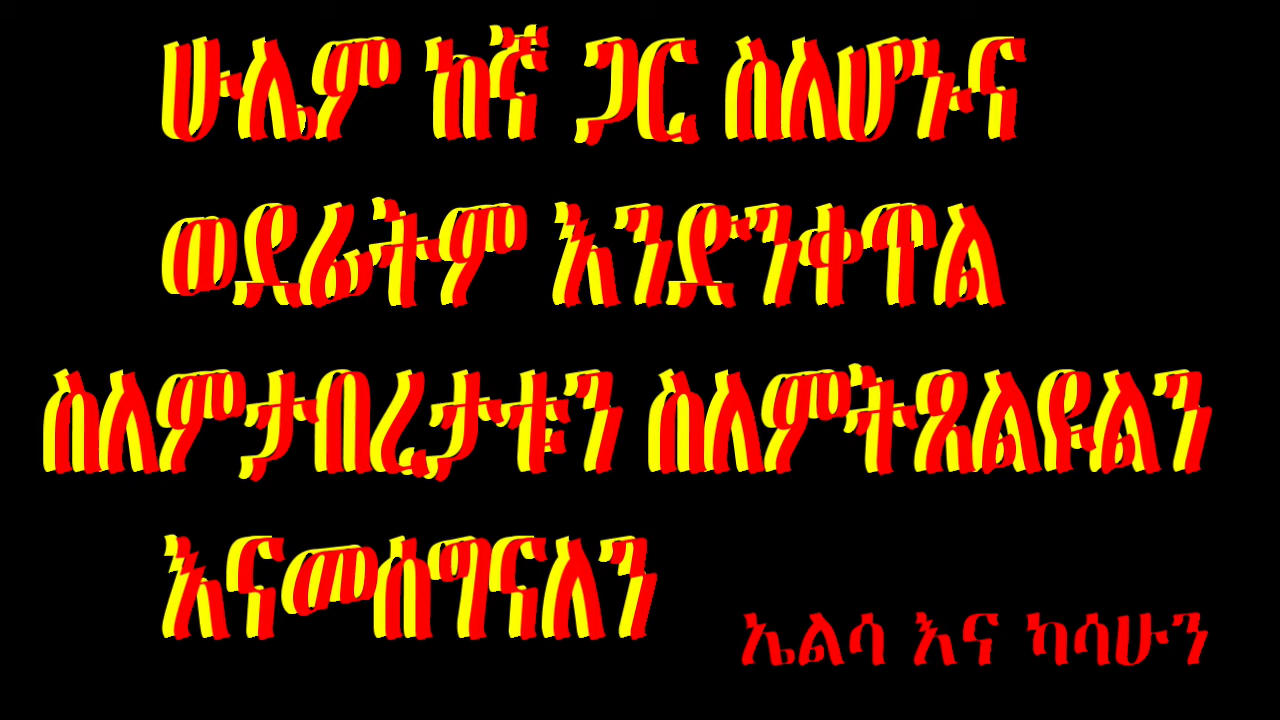 ሁሌም ከኛ ጋር ስለሆኑና
ወደፊትም እንድንቀጥል
ስለምታበረታቱን ስለምትጸልዩልን
እናመሰግናለን
ኤልሳ እና ካሳሁን